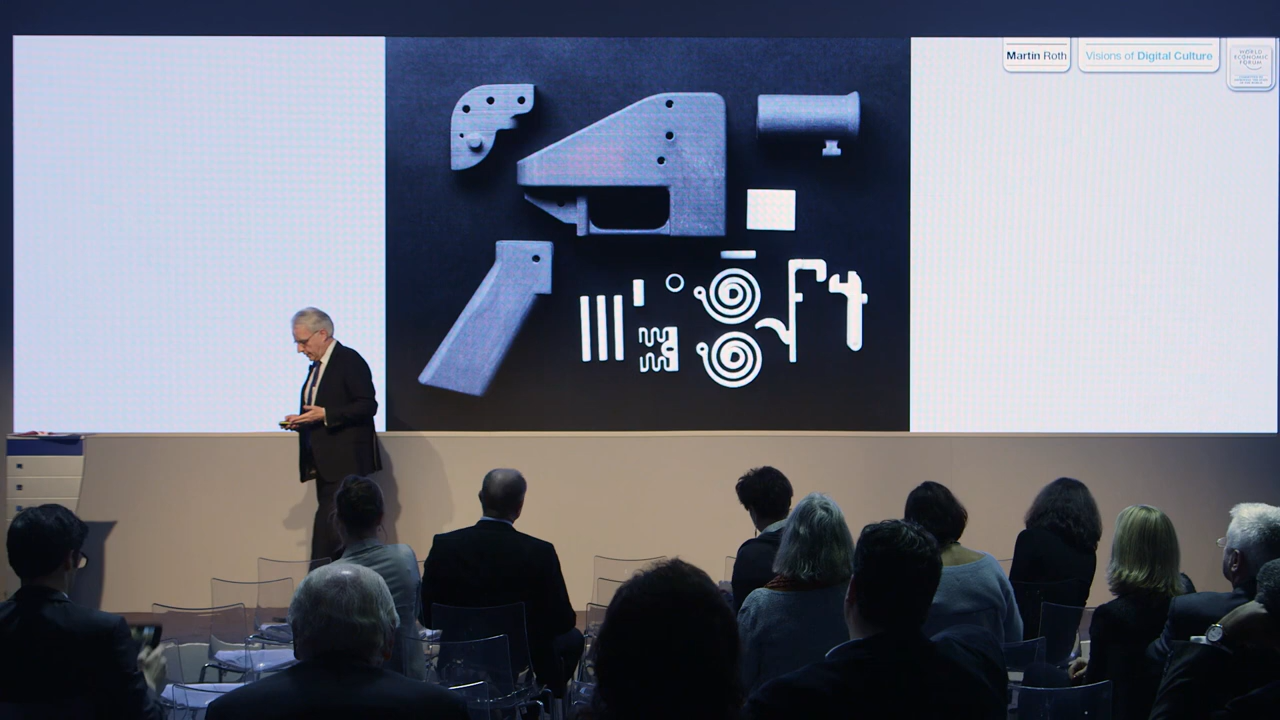 Martin Roth
Visions of Digital Culture
WORLD
ECONOMIC
FORUM